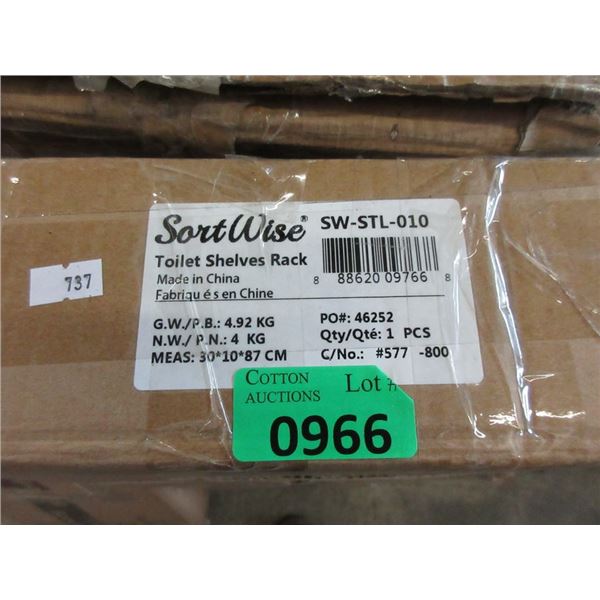 SortWise® SW-STL-010
Toilet Shelves Rack
Made in China
Fabriqu é s en Chine
8 88620 09766 8
G.W./P.B.: 4.92 KG
N.W./ P.N.: 4 KG
MEAS: 30*10*87 CM
PO#: 46252
Qty/Qté: 1 PCS
C/No.: #577 -800
737
COTTON AUCTIONS
Lot #
0966